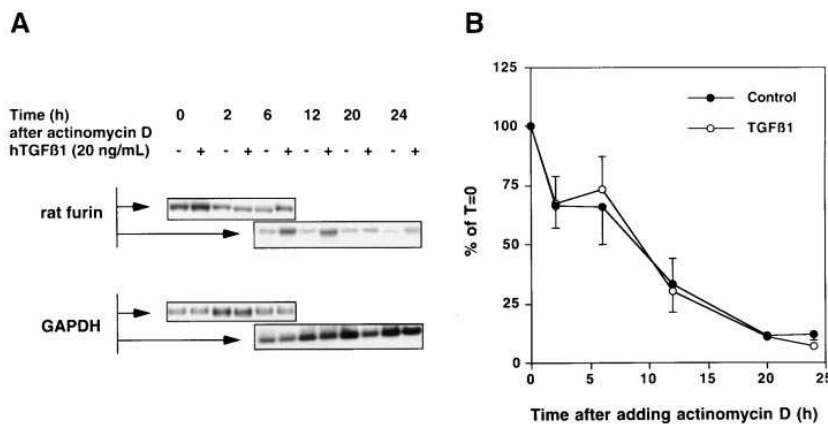 A
Time (h) 0 2 6 12 20 24
after actinomycin D
hTGFß1 (20 ng/mL) - + - + - + - + - + - +
rat furin
GAPDH
B
125
100
75
50
25
0
% of T=0
Control
TGFß1
0 5 10 15 20 25
Time after adding actinomycin D (h)